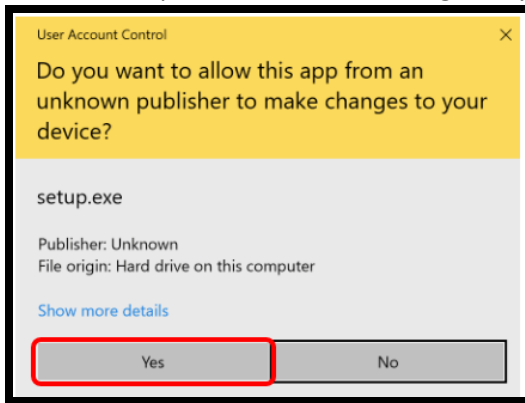 User Account Control
Do you want to allow this app from an
unknown publisher to make changes to your
device?
setup.exe
Publisher: Unknown
File origin: Hard drive on this computer
Show more details
Yes
No